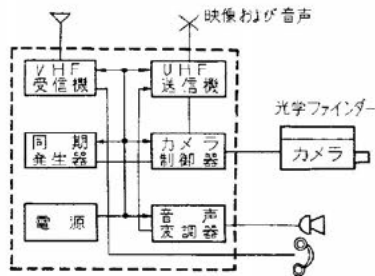 映像および音声
VHF
受信機
UHF
送信機
光学ファインダー
同期
発生器
カメラ
制御器
カメラ
電源
音声
変調器